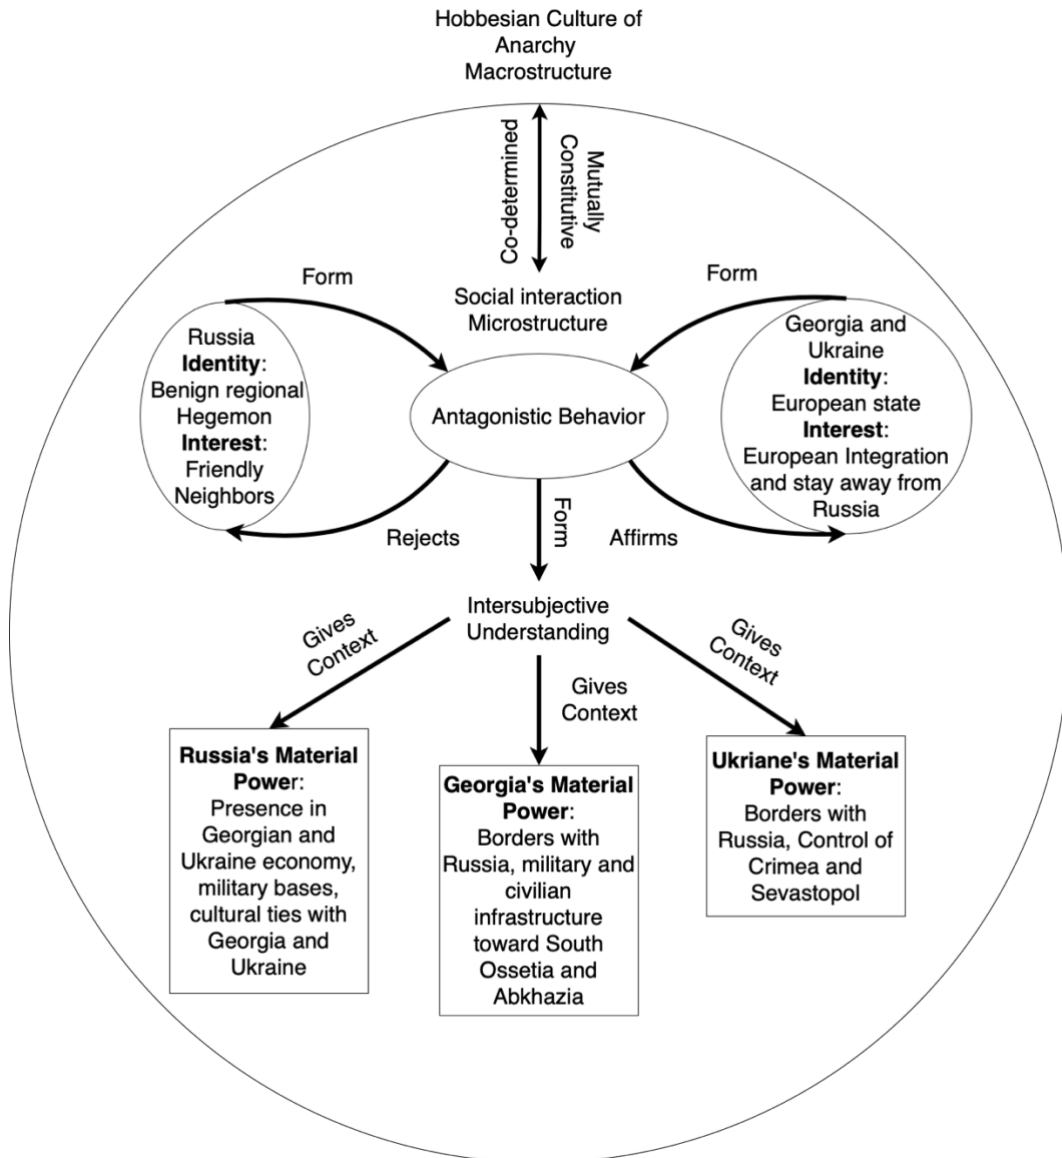 Hobbesian Culture of
Anarchy
Macrostructure
Co-determined
Mutually
Constitutive
Form
Form
Social interaction
Microstructure
Russia
Identity:
Benign regional
Hegemon
Interest:
Friendly
Neighbors
Antagonistic Behavior
Georgia and
Ukraine
Identity:
European state
Interest:
European Integration
and stay away from
Russia
Rejects
Form
Affirms
Intersubjective
Understanding
Gives
Context
Gives
Context
Gives
Context
Russia's Material
Power:
Presence in
Georgian and
Ukraine economy,
military bases,
cultural ties with
Georgia and
Ukraine
Georgia's Material
Power:
Borders with
Russia, military and
civilian
infrastructure
toward South
Ossetia and
Abkhazia
Ukriane's Material
Power:
Borders with
Russia, Control of
Crimea and
Sevastopol